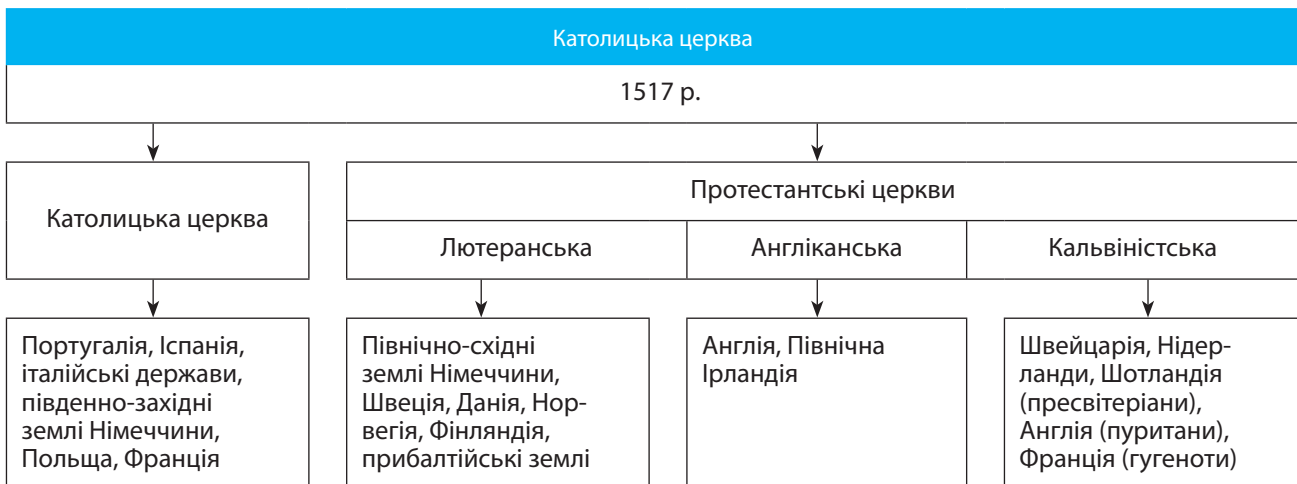 Католицька церква
1517 р.
Католицька церква
Протестантські церкви
Лютеранська
Англіканська
Кальвіністська
Португалія, Іспанія,
італійські держави,
південно-західні
землі Німеччини,
Польща, Франція
Північно-східні
землі Німеччини,
Швеція, Данія, Нор-
вегія, Фінляндія,
прибалтійські землі
Англія, Північна
Ірландія
Швейцарія, Нідер-
ланди, Шотландія
(пресвітеріани),
Англія (пуритани),
Франція (гугеноти)